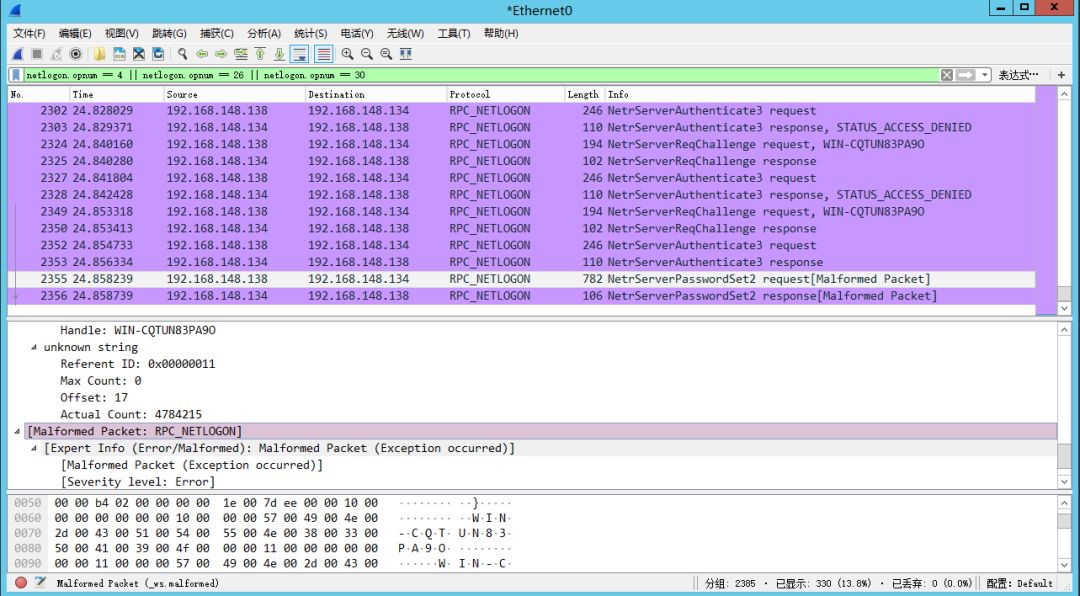 *Ethernet0
文件(F) 编辑(E) 视图(V) 跳转(G) 捕获(C) 分析(A) 统计(S) 电话(Y) 无线(W) 工具(T) 帮助(H)
netlogon.opnum == 4 || netlogon.opnum == 26 || netlogon.opnum == 30 表达式… +
No. Time Source Destination Protocol Length Info
2302 24.828029 192.168.148.138 192.168.148.134 RPC_NETLOGON 246 NetrServerAuthenticate3 request
2303 24.829371 192.168.148.134 192.168.148.138 RPC_NETLOGON 110 NetrServerAuthenticate3 response, STATUS_ACCESS_DENIED
2324 24.840160 192.168.148.138 192.168.148.134 RPC_NETLOGON 194 NetrServerReqChallenge request, WIN-CQTUN83PA9O
2325 24.840280 192.168.148.134 192.168.148.138 RPC_NETLOGON 102 NetrServerReqChallenge response
2327 24.841804 192.168.148.138 192.168.148.134 RPC_NETLOGON 246 NetrServerAuthenticate3 request
2328 24.842428 192.168.148.134 192.168.148.138 RPC_NETLOGON 110 NetrServerAuthenticate3 response, STATUS_ACCESS_DENIED
2349 24.853318 192.168.148.138 192.168.148.134 RPC_NETLOGON 194 NetrServerReqChallenge request, WIN-CQTUN83PA9O
2350 24.853413 192.168.148.134 192.168.148.138 RPC_NETLOGON 102 NetrServerReqChallenge response
2352 24.854733 192.168.148.138 192.168.148.134 RPC_NETLOGON 246 NetrServerAuthenticate3 request
2353 24.856334 192.168.148.134 192.168.148.138 RPC_NETLOGON 110 NetrServerAuthenticate3 response
2355 24.858239 192.168.148.138 192.168.148.134 RPC_NETLOGON 782 NetrServerPasswordSet2 request[Malformed Packet]
2356 24.858739 192.168.148.134 192.168.148.138 RPC_NETLOGON 106 NetrServerPasswordSet2 response[Malformed Packet]
Handle: WIN-CQTUN83PA9O
unknown string
Referent ID: 0x00000011
Max Count: 0
Offset: 17
Actual Count: 4784215
[Malformed Packet: RPC_NETLOGON]
[Expert Info (Error/Malformed): Malformed Packet (Exception occurred)]
[Malformed Packet (Exception occurred)]
[Severity level: Error]
0050 00 00 b4 02 00 00 00 00 1e 00 7d ee 00 00 10 00 ········ ··}·····
0060 00 00 00 00 00 00 10 00 00 00 57 00 49 00 4e 00 ········ ··W·I·N·
0070 2d 00 43 00 51 00 54 00 55 00 4e 00 38 00 33 00 -·C·Q·T· U·N·8·3·
0080 50 00 41 00 39 00 4f 00 00 00 11 00 00 00 00 00 P·A·9·O· ········
0090 00 00 11 00 00 00 57 00 49 00 4e 00 2d 00 43 00 ······W· I·N·-·C·
Malformed Packet (_ws.malformed) 分组: 2385 · 已显示: 330 (13.8%) · 已丢弃: 0 (0.0%) 配置: Default